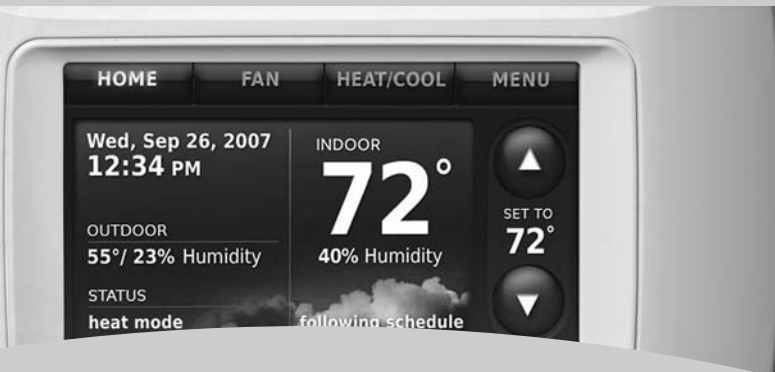 HOME FAN HEAT/COOL MENU
Wed, Sep 26, 2007
12:34 PM
OUTDOOR
55°/ 23% Humidity
STATUS
heat mode
INDOOR
72°
40% Humidity
following schedule
SET TO
72°